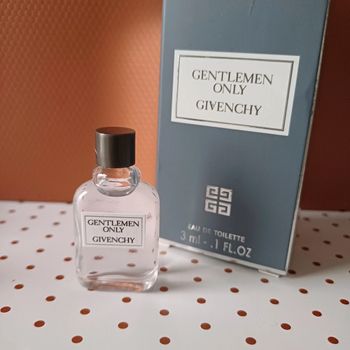 GENTLEMEN
ONLY
GIVENCHY
EAU DE TOILETTE
3 ml - .1 FL.OZ
GENTLEMEN
ONLY
GIVENCHY